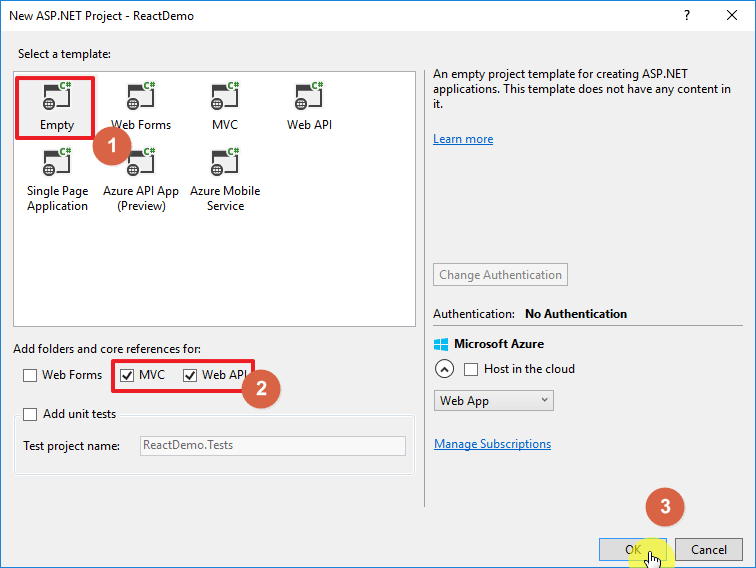 New ASP.NET Project - ReactDemo
?
Select a template:
C#
C#
C#
C#
Empty
Web Forms
MVC
Web API
1
C#
C#
C#
Single Page
Application
Azure API App
(Preview)
Azure Mobile
Service
An empty project template for creating ASP.NET
applications. This template does not have any content in
it.
Learn more
Change Authentication
Authentication: No Authentication
Microsoft Azure
Host in the cloud
Web App
Manage Subscriptions
Add folders and core references for:
Web Forms
MVC
Web API
2
Add unit tests
Test project name:
ReactDemo.Tests
3
OK
Cancel